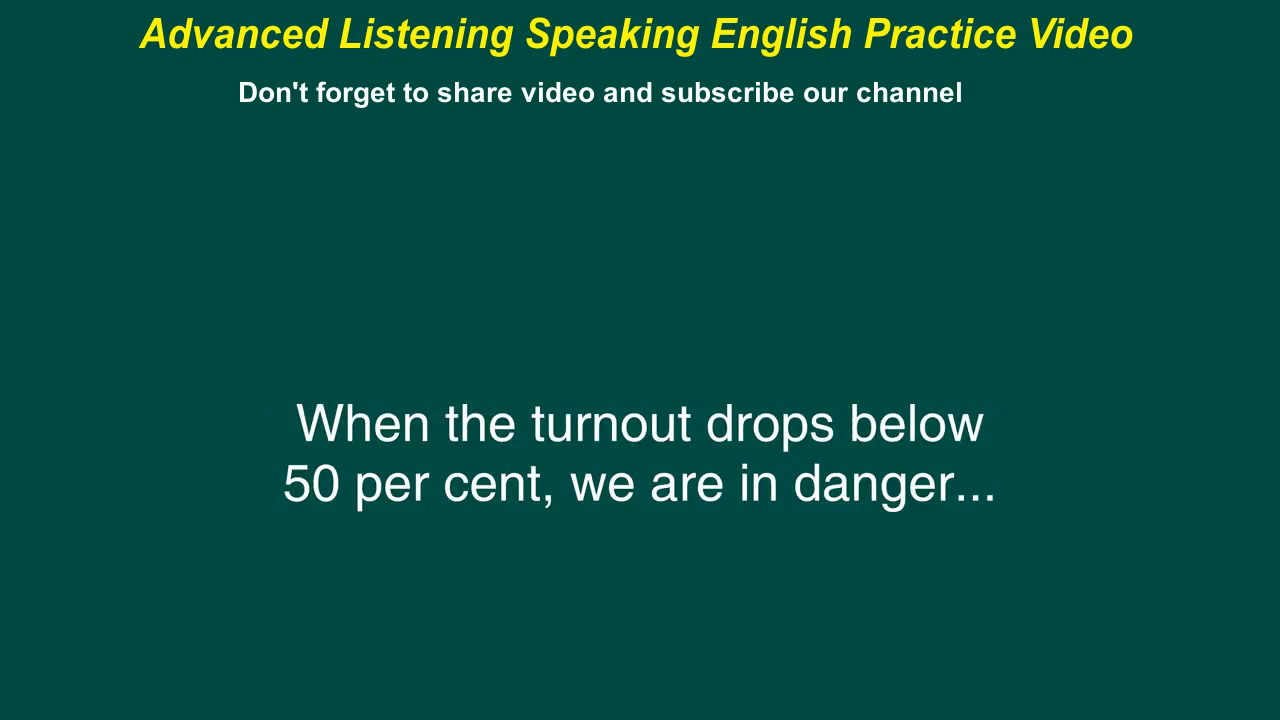 Advanced Listening Speaking English Practice Video
Don't forget to share video and subscribe our channel
When the turnout drops below
50 per cent, we are in danger...